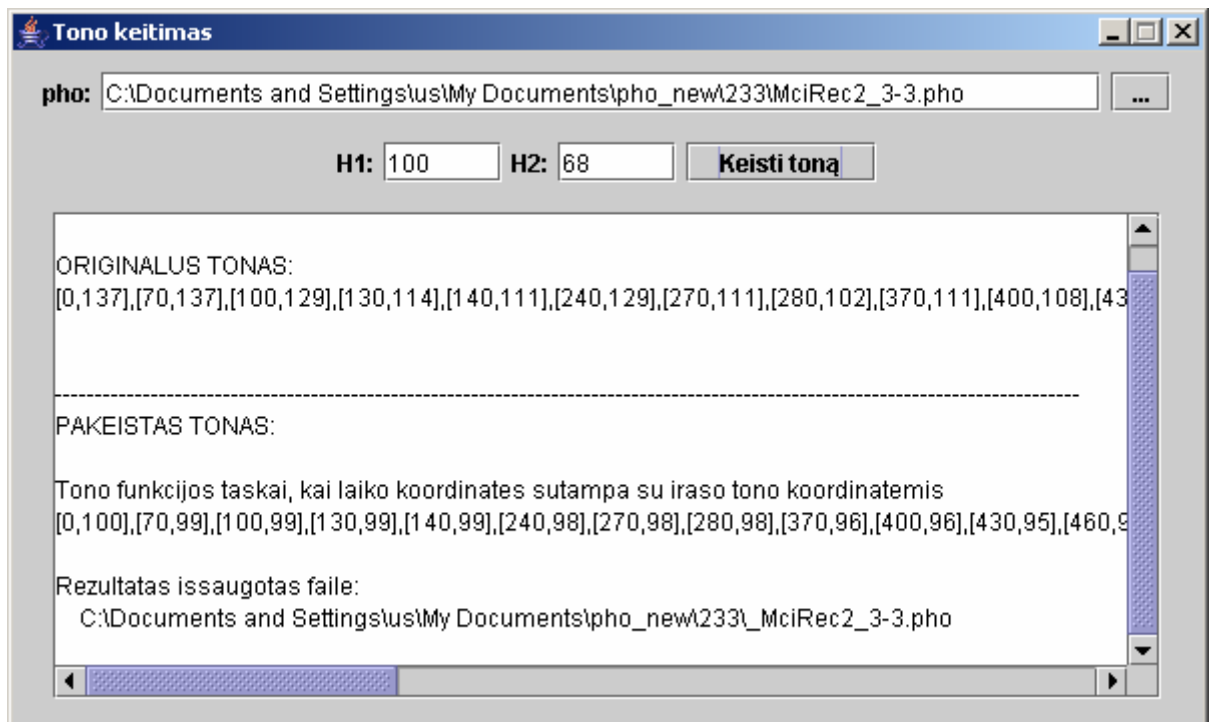 Tono keitimas
pho: C:\Documents and Settings\us\My Documents\pho_new\233\MciRec2_3-3.pho ...
H1: 100 H2: 68 Keisti toną
ORIGINALUS TONAS:
[0,137],[70,137],[100,129],[130,114],[140,111],[240,129],[270,111],[280,102],[370,111],[400,108],[43
--------------------------------------------------------------------------------------------------------------------------------
PAKEISTAS TONAS:
Tono funkcijos taskai, kai laiko koordinates sutampa su iraso tono koordinatemis
[0,100],[70,99],[100,99],[130,99],[140,99],[240,98],[270,98],[280,98],[370,96],[400,96],[430,95],[460,9
Rezultatas issaugotas faile:
C:\Documents and Settings\us\My Documents\pho_new\233\_MciRec2_3-3.pho